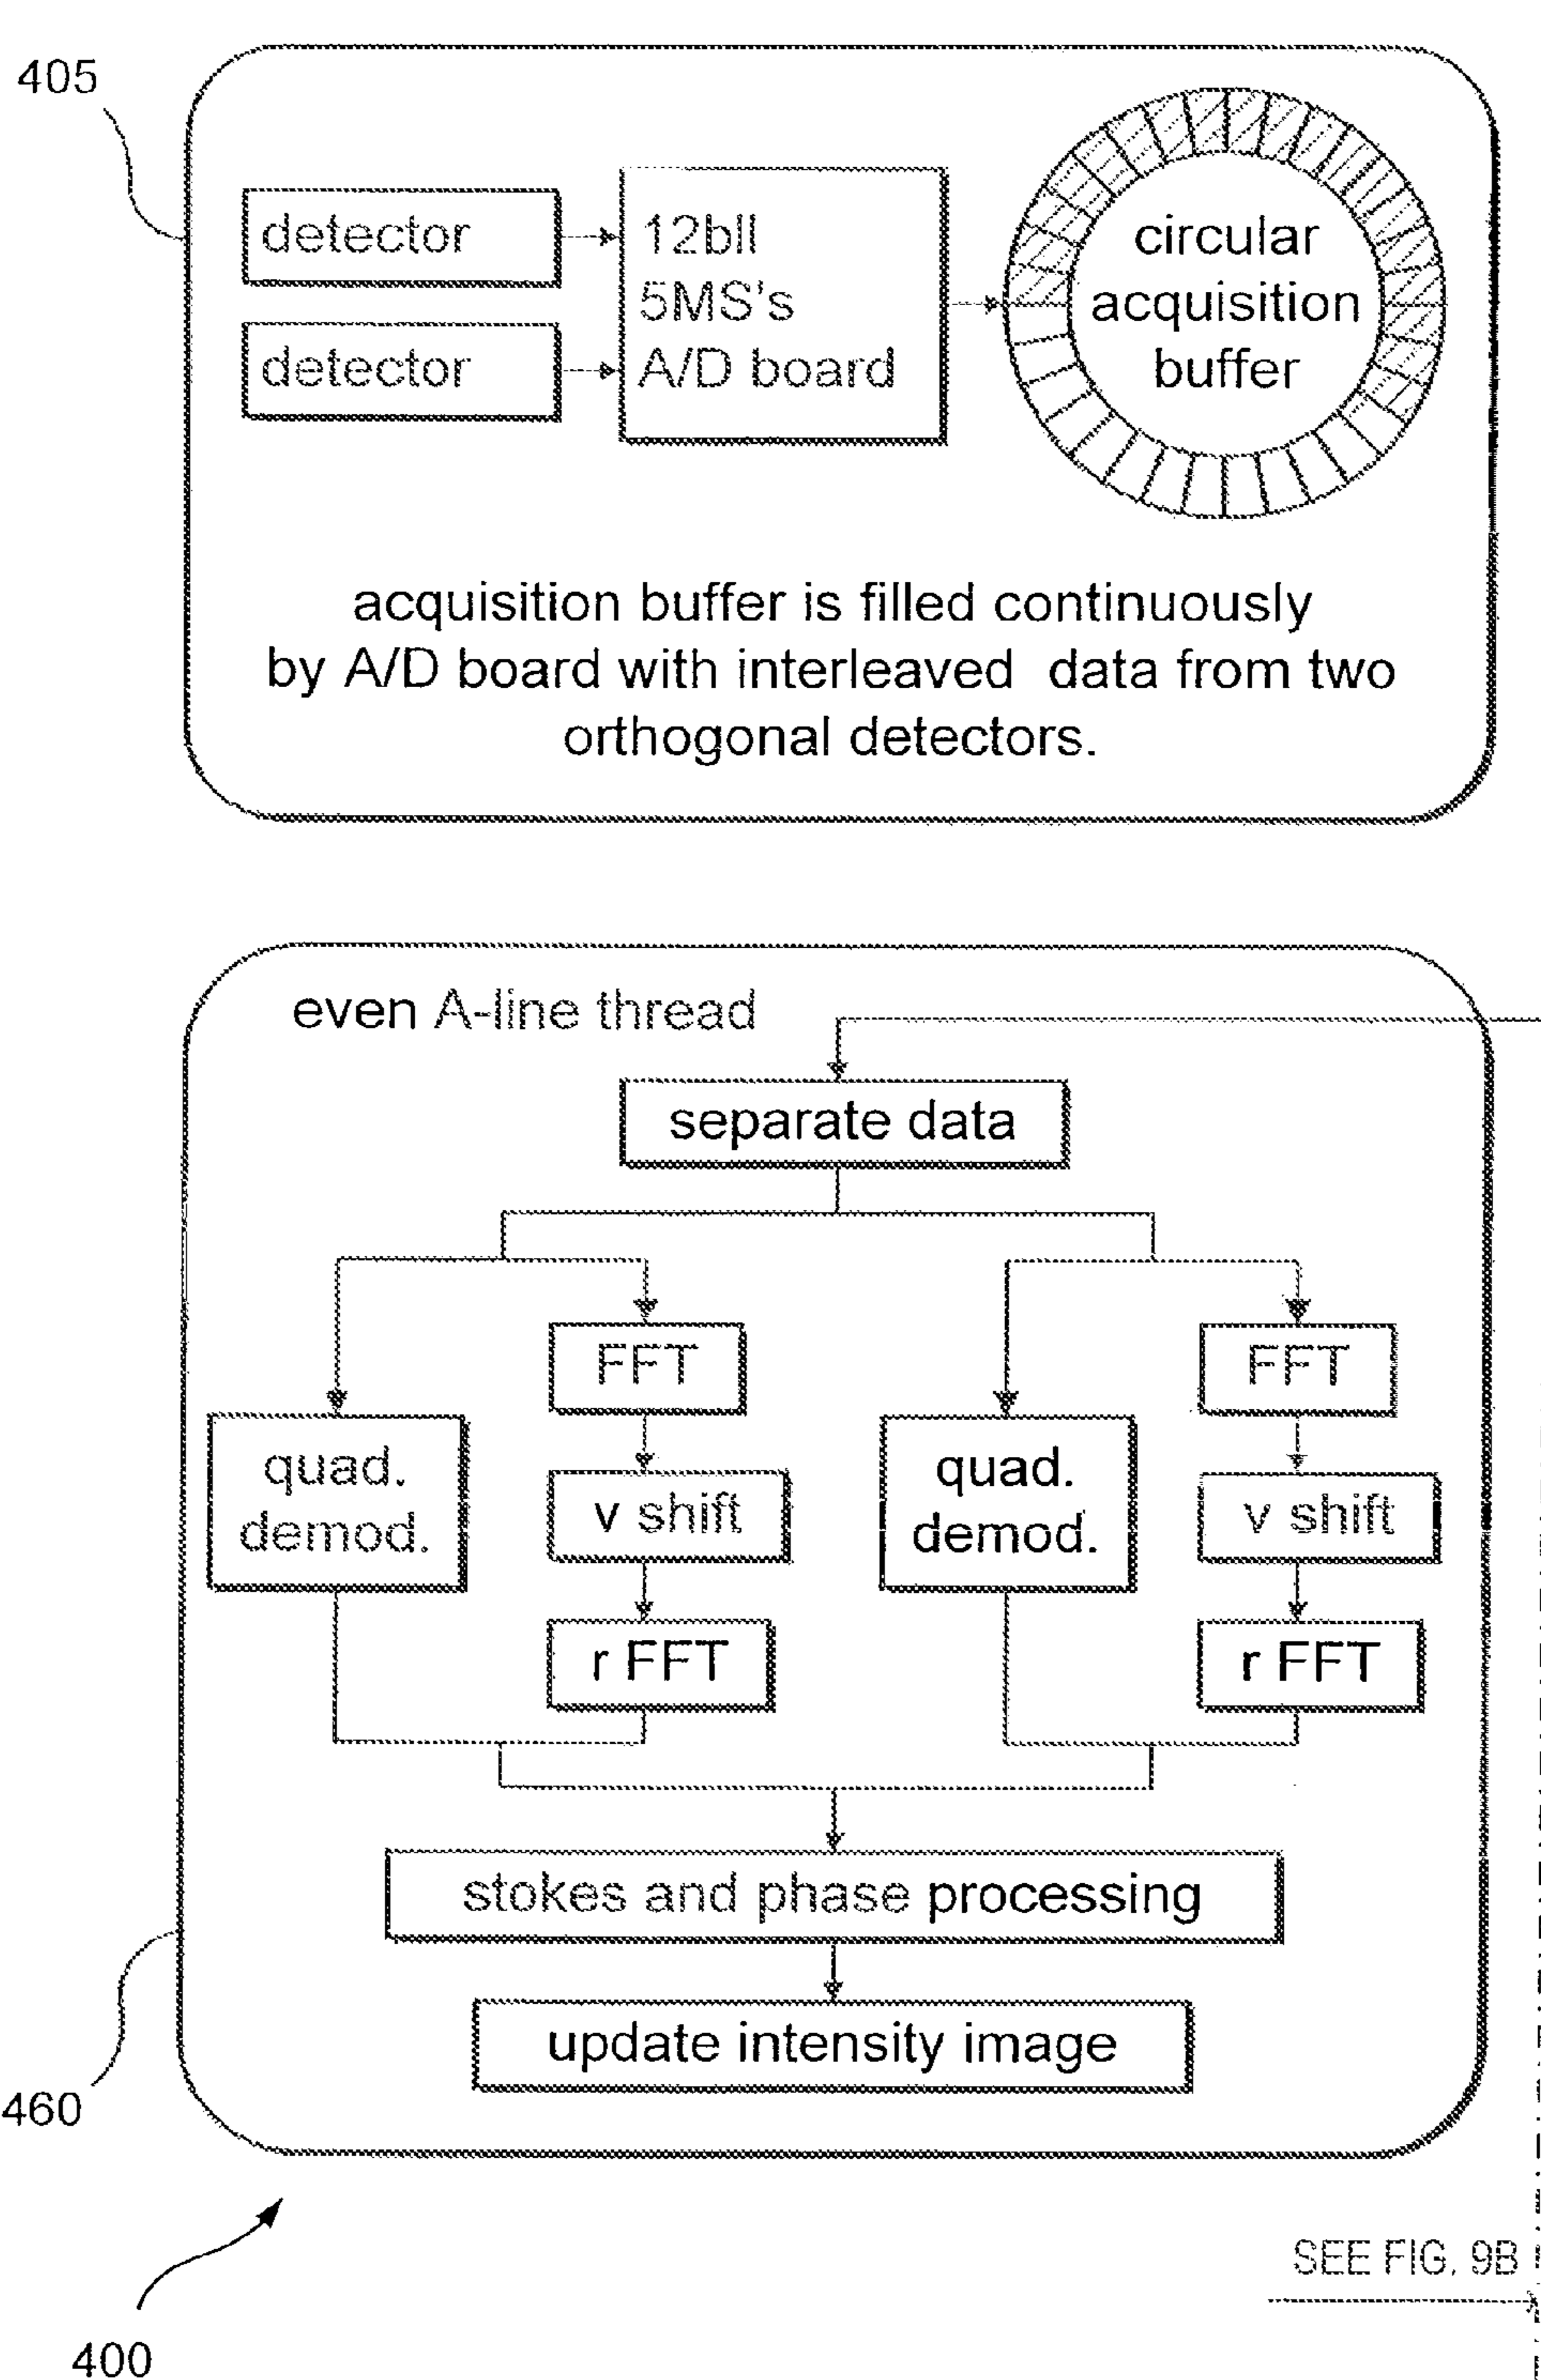 405
detector
detector
12bll
5MS's
A/D board
circular
acquisition
buffer
acquisition buffer is filled continuously
by A/D board with interleaved data from two
orthogonal detectors.
even A-line thread
separate data
FFT
FFT
quad.
demod.
v shift
quad.
demod.
v shift
r FFT
r FFT
stokes and phase processing
update intensity image
460
SEE FIG. 9B
400